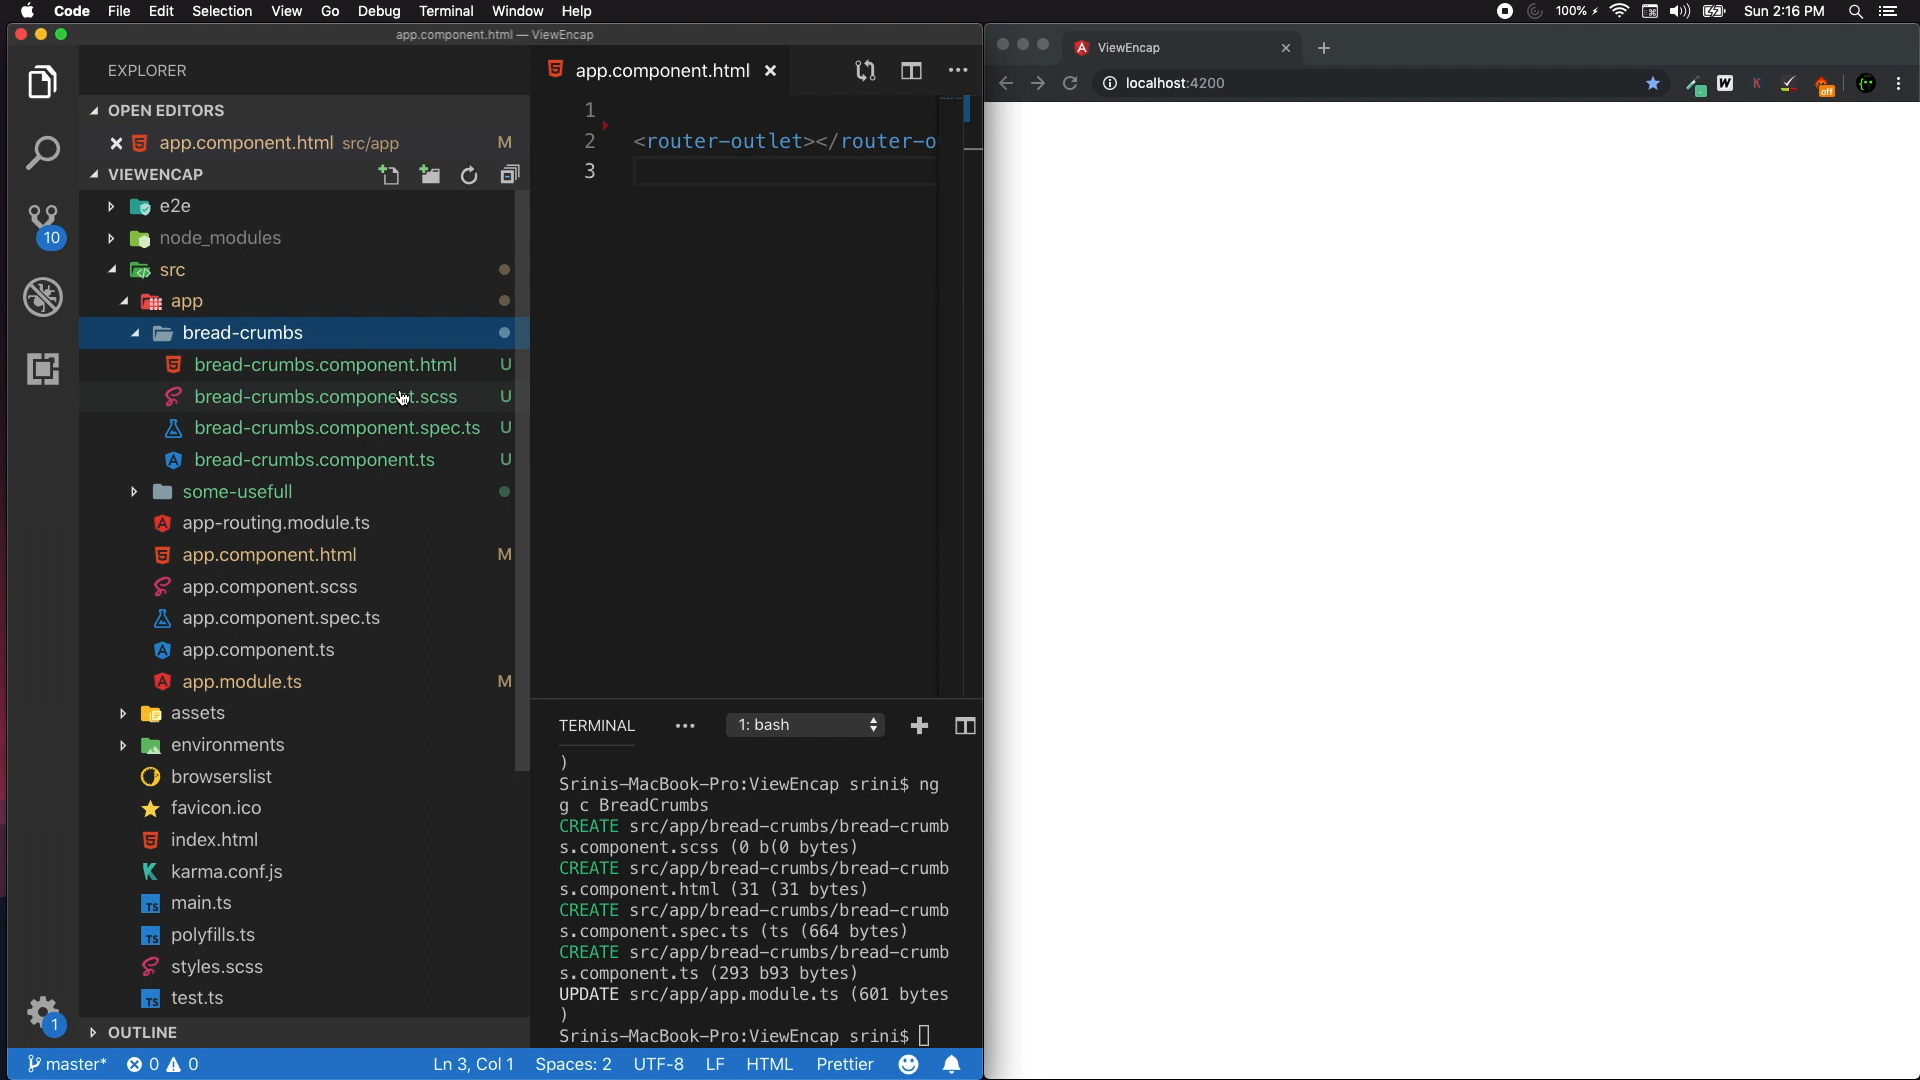 Code File Edit Selection View Go Debug Terminal Window Help
100% Sun 2:16 PM
app.component.html — ViewEncap
EXPLORER
OPEN EDITORS
app.component.html src/app M
VIEWENCAP
e2e
node_modules
src
app
bread-crumbs
bread-crumbs.component.html U
bread-crumbs.component.scss U
bread-crumbs.component.spec.ts U
bread-crumbs.component.ts U
some-usefull
app-routing.module.ts
app.component.html M
app.component.scss
app.component.spec.ts
app.component.ts
app.module.ts M
assets
environments
browserslist
favicon.ico
index.html
karma.conf.js
main.ts
polyfills.ts
styles.scss
test.ts
OUTLINE
10
1
app.component.html
1
2 <router-outlet></router-o
3
TERMINAL 1: bash
)
Srinis-MacBook-Pro:ViewEncap srini$ ng
g c BreadCrumbs
CREATE src/app/bread-crumbs/bread-crumb
s.component.scss (0 b(0 bytes)
CREATE src/app/bread-crumbs/bread-crumb
s.component.html (31 (31 bytes)
CREATE src/app/bread-crumbs/bread-crumb
s.component.spec.ts (ts (664 bytes)
CREATE src/app/bread-crumbs/bread-crumb
s.component.ts (293 b93 bytes)
UPDATE src/app/app.module.ts (601 bytes
)
Srinis-MacBook-Pro:ViewEncap srini$
master* 0 0 Ln 3, Col 1 Spaces: 2 UTF-8 LF HTML Prettier
ViewEncap
localhost:4200
W K off